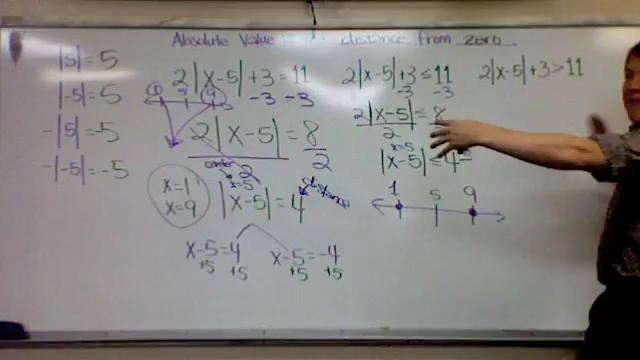 Absolute Value is distance from zero.
|5|=5
|-5|=5
-|5|=-5
-|-5|=-5
2|x-5|+3=11
-3 -3
2|x-5|=8
2 2
center
x=5
|x-5|=4
distance
x=1
x=9
x-5=4
+5 +5
x-5=-4
+5 +5
2|x-5|+3≤11
-3 -3
2|x-5|≤8
2
x=5
|x-5|≤4
1 5 9
2|x-5|+3>11